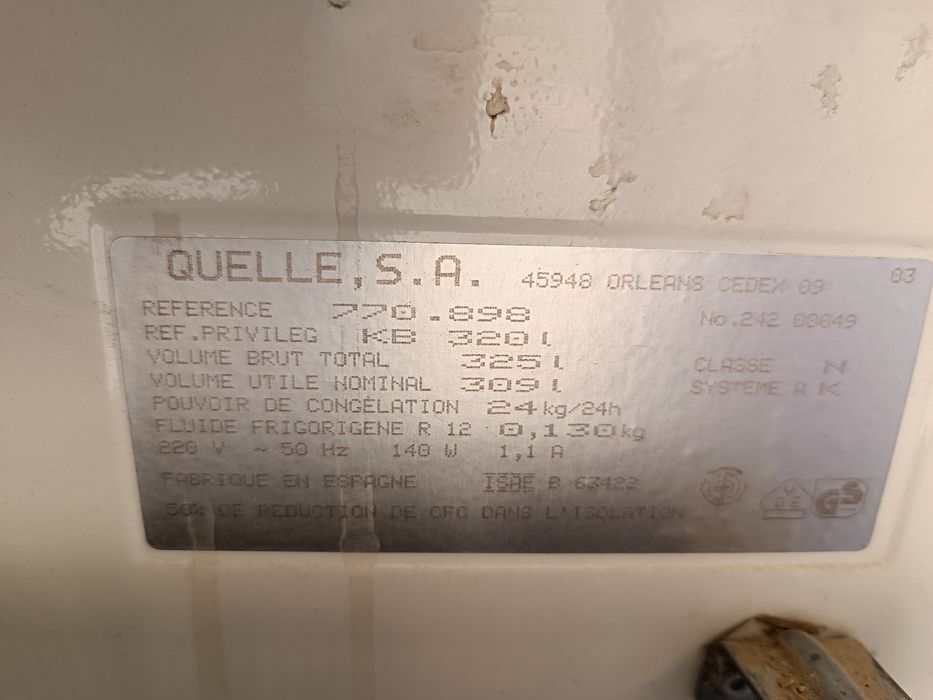 QUELLE, S.A. 45948 ORLEANS CEDEX 09 03
REFERENCE 770.898 No.242 00049
REF.PRIVILEG KB 320l
VOLUME BRUT TOTAL 325l CLASSE N
VOLUME UTILE NOMINAL 309l SYSTEME A K
POUVOIR DE CONGÉLATION 24kg/24h
FLUIDE FRIGORIGENE R 12 0,130kg
220 V ~ 50 Hz 140 W 1,1 A
FABRIQUE EN ESPAGNE ISAE B 63422
50% DE REDUCTION DE CFC DANS L'ISOLATION
GS